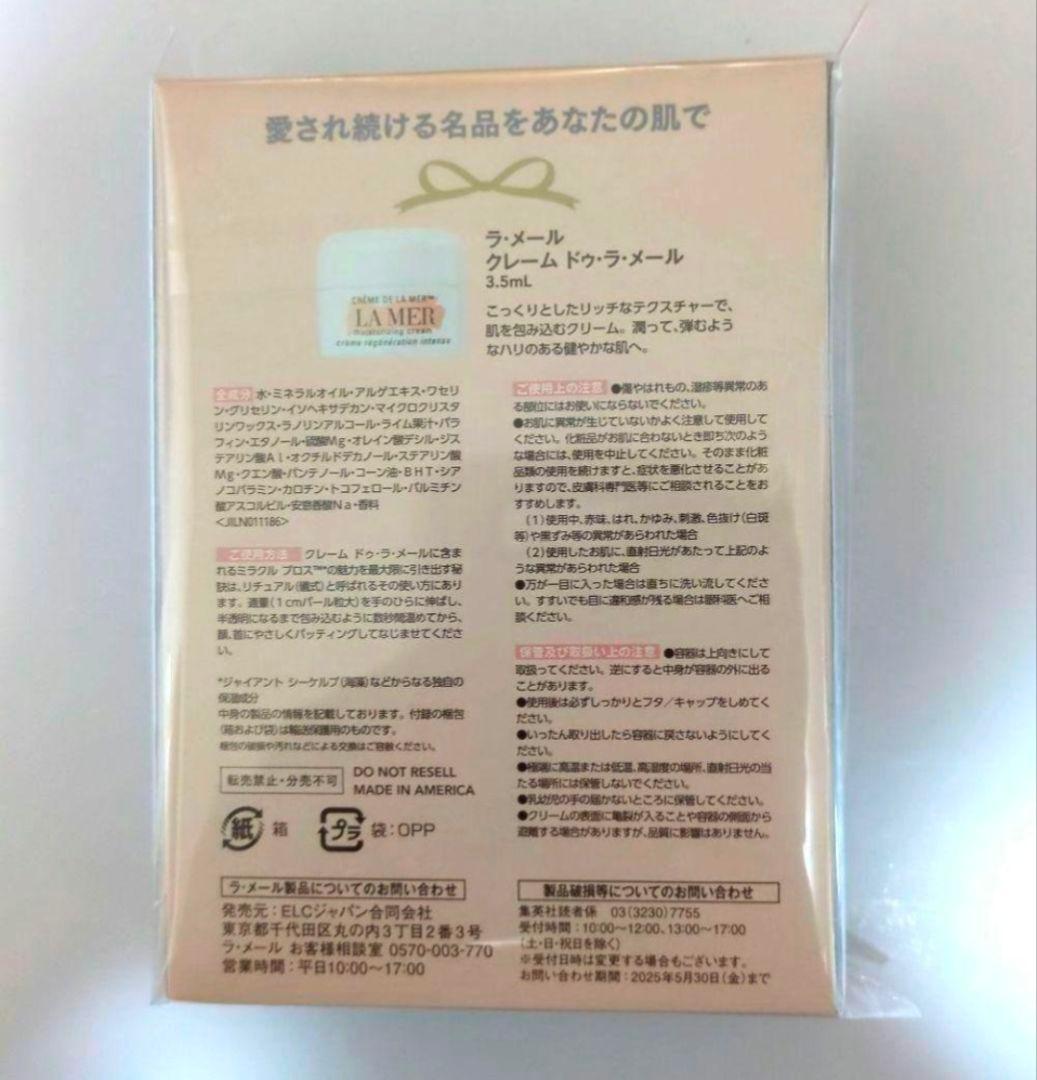 愛され続ける名品をあなたの肌で
ラ・メール
クレーム ドゥ・ラ・メール
3.5mL
CRÈME DE LA MER™
LA MER
moisturizing cream
crème régénération intense
こっくりとしたリッチなテクスチャーで、
肌を包み込むクリーム。潤って、弾むよう
なハリのある健やかな肌へ。
全成分 水・ミネラルオイル・アルゲエキス・ワセリ
ン・グリセリン・イソヘキサデカン・マイクロクリスタ
リンワックス・ラノリンアルコール・ライム果汁・パラ
フィン・エタノール・硫酸Mg・オレイン酸デシル・ジス
テアリン酸Al・オクチルドデカノール・ステアリン酸
Mg・クエン酸・パンテノール・コーン油・BHT・シア
ノコバラミン・カロチン・トコフェロール・パルミチン
酸アスコルビル・安息香酸Na・香料
<JILN011186>
ご使用方法 クレーム ドゥ・ラ・メールに含ま
れるミラクル ブロス™*の魅力を最大限に引き出す秘
訣は、リチュアル(儀式)と呼ばれるその使い方にあり
ます。適量(1cmパール粒大)を手のひらに伸ばし、
半透明になるまで包み込むように数秒間温めてから、
顔、首にやさしくパッティングしてなじませてくださ
い。
*ジャイアント シーケルプ(海藻)などからなる独自の
保湿成分
中身の製品の情報を記載しております。付録の梱包
(箱および袋)は輸送保護用のものです。
梱包の破損や汚れなどによる交換はご容赦ください。
転売禁止・分売不可 DO NOT RESELL
MADE IN AMERICA
紙 箱 プラ 袋:OPP
ラ・メール製品についてのお問い合わせ
発売元:ELCジャパン合同会社
東京都千代田区丸の内3丁目2番3号
ラ・メール お客様相談室 0570-003-770
営業時間:平日10:00〜17:00
ご使用上の注意 ●傷やはれもの、湿疹等異常のあ
る部位にはお使いにならないでください。
●お肌に異常が生じていないかよく注意して使用して
ください。化粧品がお肌に合わないとき即ち次のよう
な場合には、使用を中止してください。そのまま化粧
品類の使用を続けますと、症状を悪化させることがあ
りますので、皮膚科専門医等にご相談されることをお
すすめします。
(1)使用中、赤味、はれ、かゆみ、刺激、色抜け(白斑
等)や黒ずみ等の異常があらわれた場合
(2)使用したお肌に、直射日光があたって上記のよ
うな異常があらわれた場合
●万が一目に入った場合は直ちに洗い流してくださ
い。すすいでも目に違和感が残る場合は眼科医へご相
談ください。
保管及び取扱い上の注意 ●容器は上向きにして
取扱ってください。逆にすると中身が容器の外に出る
ことがあります。
●使用後は必ずしっかりとフタ/キャップをしめてく
ださい。
●いったん取り出したら容器に戻さないようにしてく
ださい。
●極端に高温または低温、高湿度の場所、直射日光の当
たる場所には保管しないでください。
●乳幼児の手の届かないところに保管してください。
●クリームの表面に亀裂が入ることや容器の側面から
遊離する場合がありますが、品質に影響はありません。
製品破損等についてのお問い合わせ
集英社読者係 03(3230)7755
受付時間:10:00〜12:00、13:00〜17:00
(土・日・祝日を除く)
※受付日時は変更する場合もございます。
お問い合わせ期間:2025年5月30日(金)まで